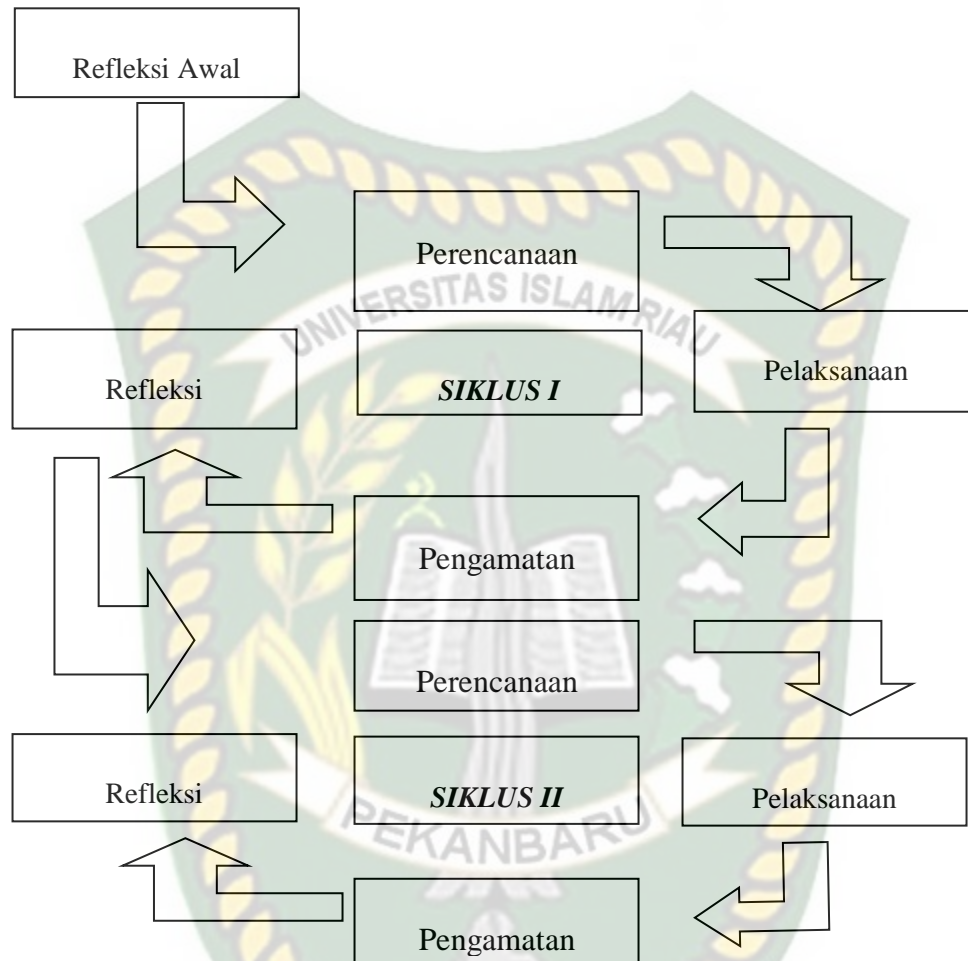 Refleksi Awal
Perencanaan
UNIVERSITAS ISLAM RIAU
Refleksi
SIKLUS I
Pelaksanaan
Pengamatan
Perencanaan
Refleksi
SIKLUS II
Pelaksanaan
PEKANBARU
Pengamatan